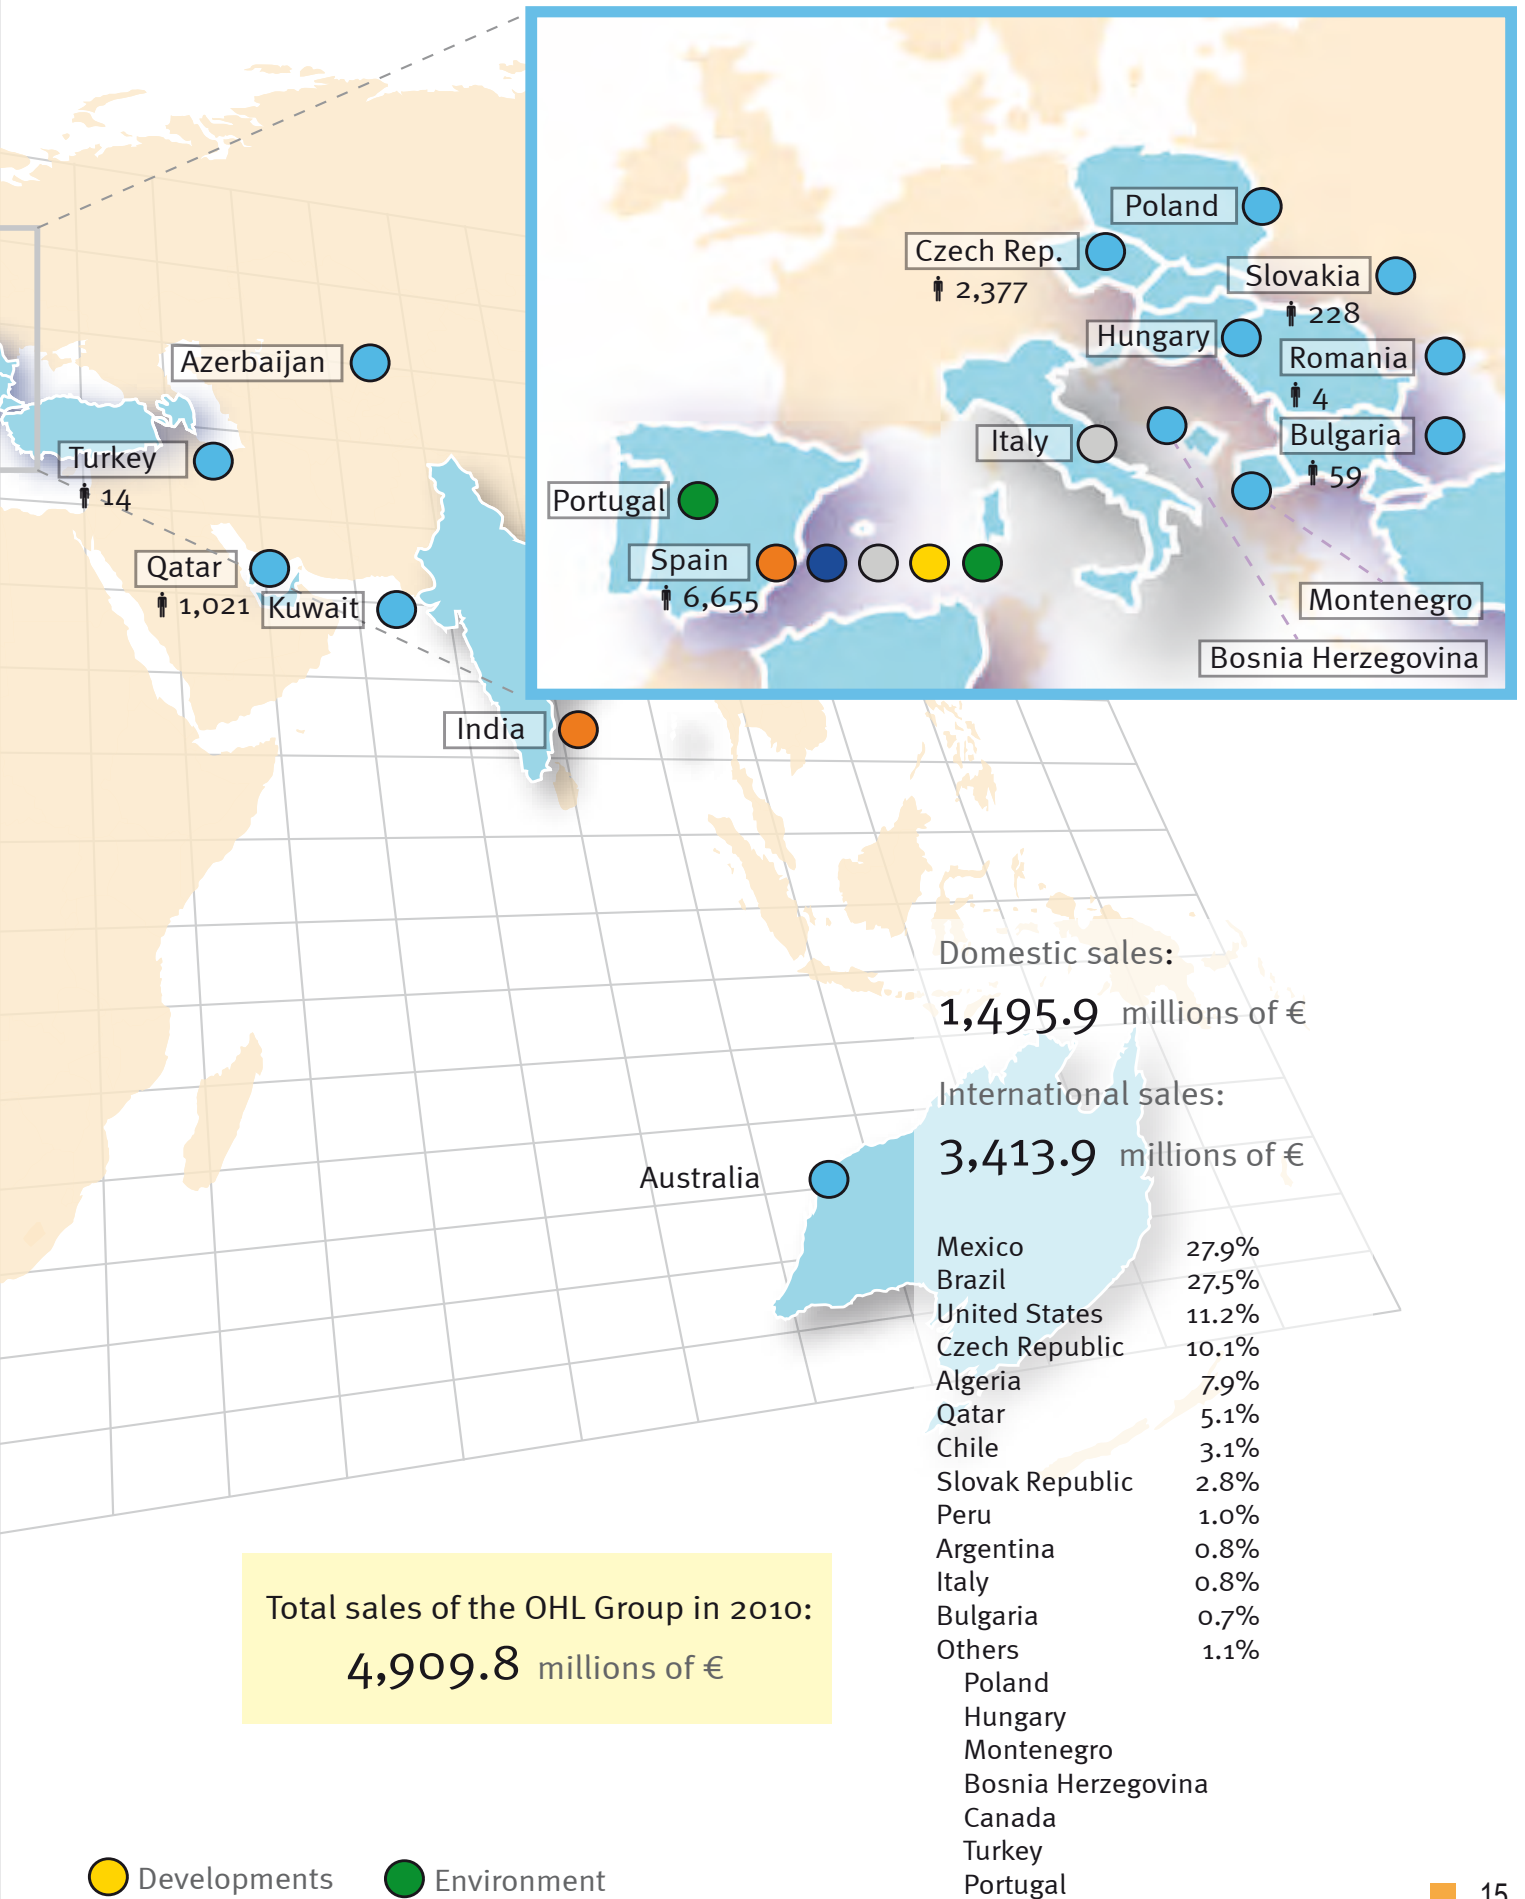 Poland
Czech Rep.
2,377
Slovakia
228
Hungary
Romania
4
Azerbaijan
Italy
Bulgaria
59
Turkey
14
Portugal
Spain
6,655
Qatar
1,021
Kuwait
Montenegro
Bosnia Herzegovina
India
Domestic sales:
1,495.9 millions of €
International sales:
3,413.9 millions of €
Australia
Mexico 27.9%
Brazil 27.5%
United States 11.2%
Czech Republic 10.1%
Algeria 7.9%
Qatar 5.1%
Chile 3.1%
Slovak Republic 2.8%
Peru 1.0%
Argentina 0.8%
Italy 0.8%
Bulgaria 0.7%
Others 1.1%
Poland
Hungary
Montenegro
Bosnia Herzegovina
Canada
Turkey
Portugal
Total sales of the OHL Group in 2010:
4,909.8 millions of €
Developments
Environment
15